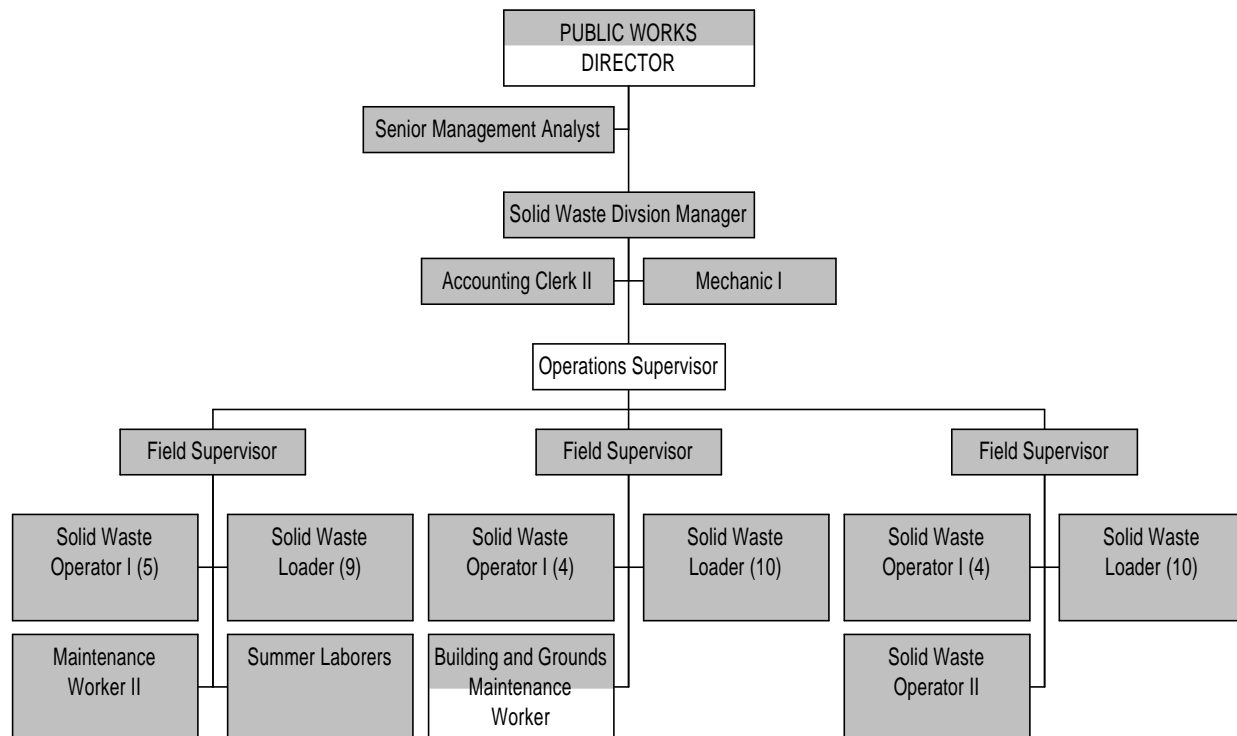 PUBLIC WORKS
DIRECTOR
Senior Management Analyst
Solid Waste Divsion Manager
Accounting Clerk II
Mechanic I
Operations Supervisor
Field Supervisor
Field Supervisor
Field Supervisor
Solid Waste
Operator I (5)
Solid Waste
Loader (9)
Solid Waste
Operator I (4)
Solid Waste
Loader (10)
Solid Waste
Operator I (4)
Solid Waste
Loader (10)
Maintenance
Worker II
Summer Laborers
Building and Grounds
Maintenance
Worker
Solid Waste
Operator II